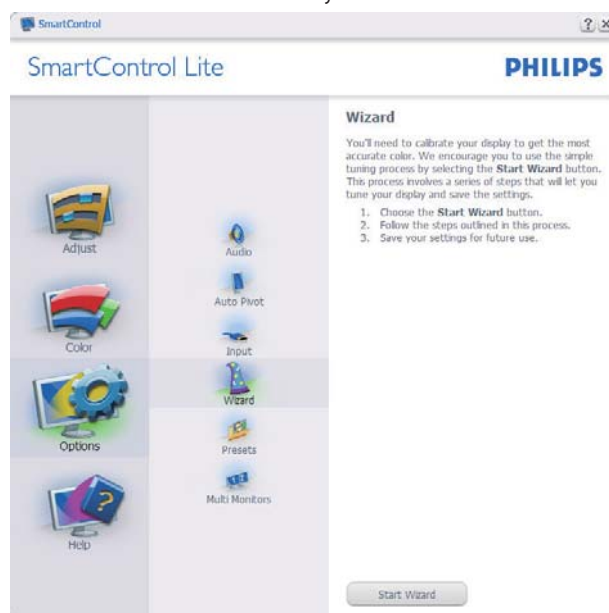 SmartControl
SmartControl Lite
PHILIPS
Adjust
Color
Options
Help
Audio
Auto Pivot
Input
Wizard
Presets
Multi Monitors
Wizard
You'll need to calibrate your display to get the most
accurate color. We encourage you to use the simple
tuning process by selecting the Start Wizard button.
This process involves a series of steps that will let you
tune your display and save the settings.
1. Choose the Start Wizard button.
2. Follow the steps outlined in this process.
3. Save your settings for future use.
Start Wizard